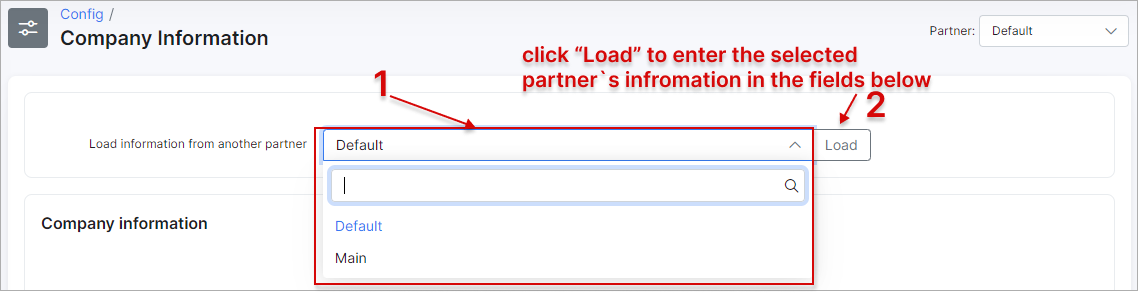 Config /
Company Information
Partner: Default
click “Load” to enter the selected
partner`s infromation in the fields below
1
2
Load information from another partner Default Load
Default
Main
Company information